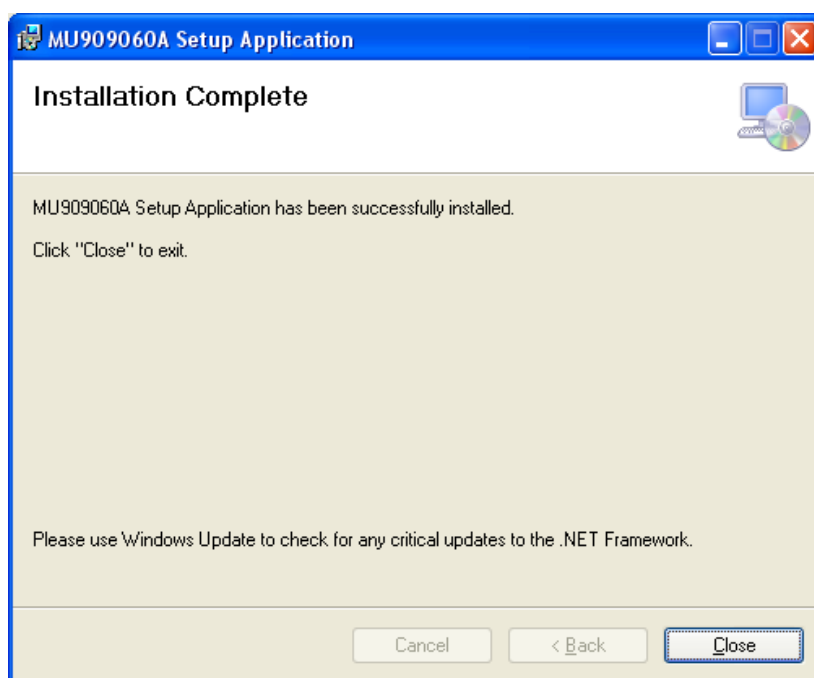 MU909060A Setup Application
Installation Complete
MU909060A Setup Application has been successfully installed.
Click "Close" to exit.
Please use Windows Update to check for any critical updates to the .NET Framework.
Cancel
< Back
Close